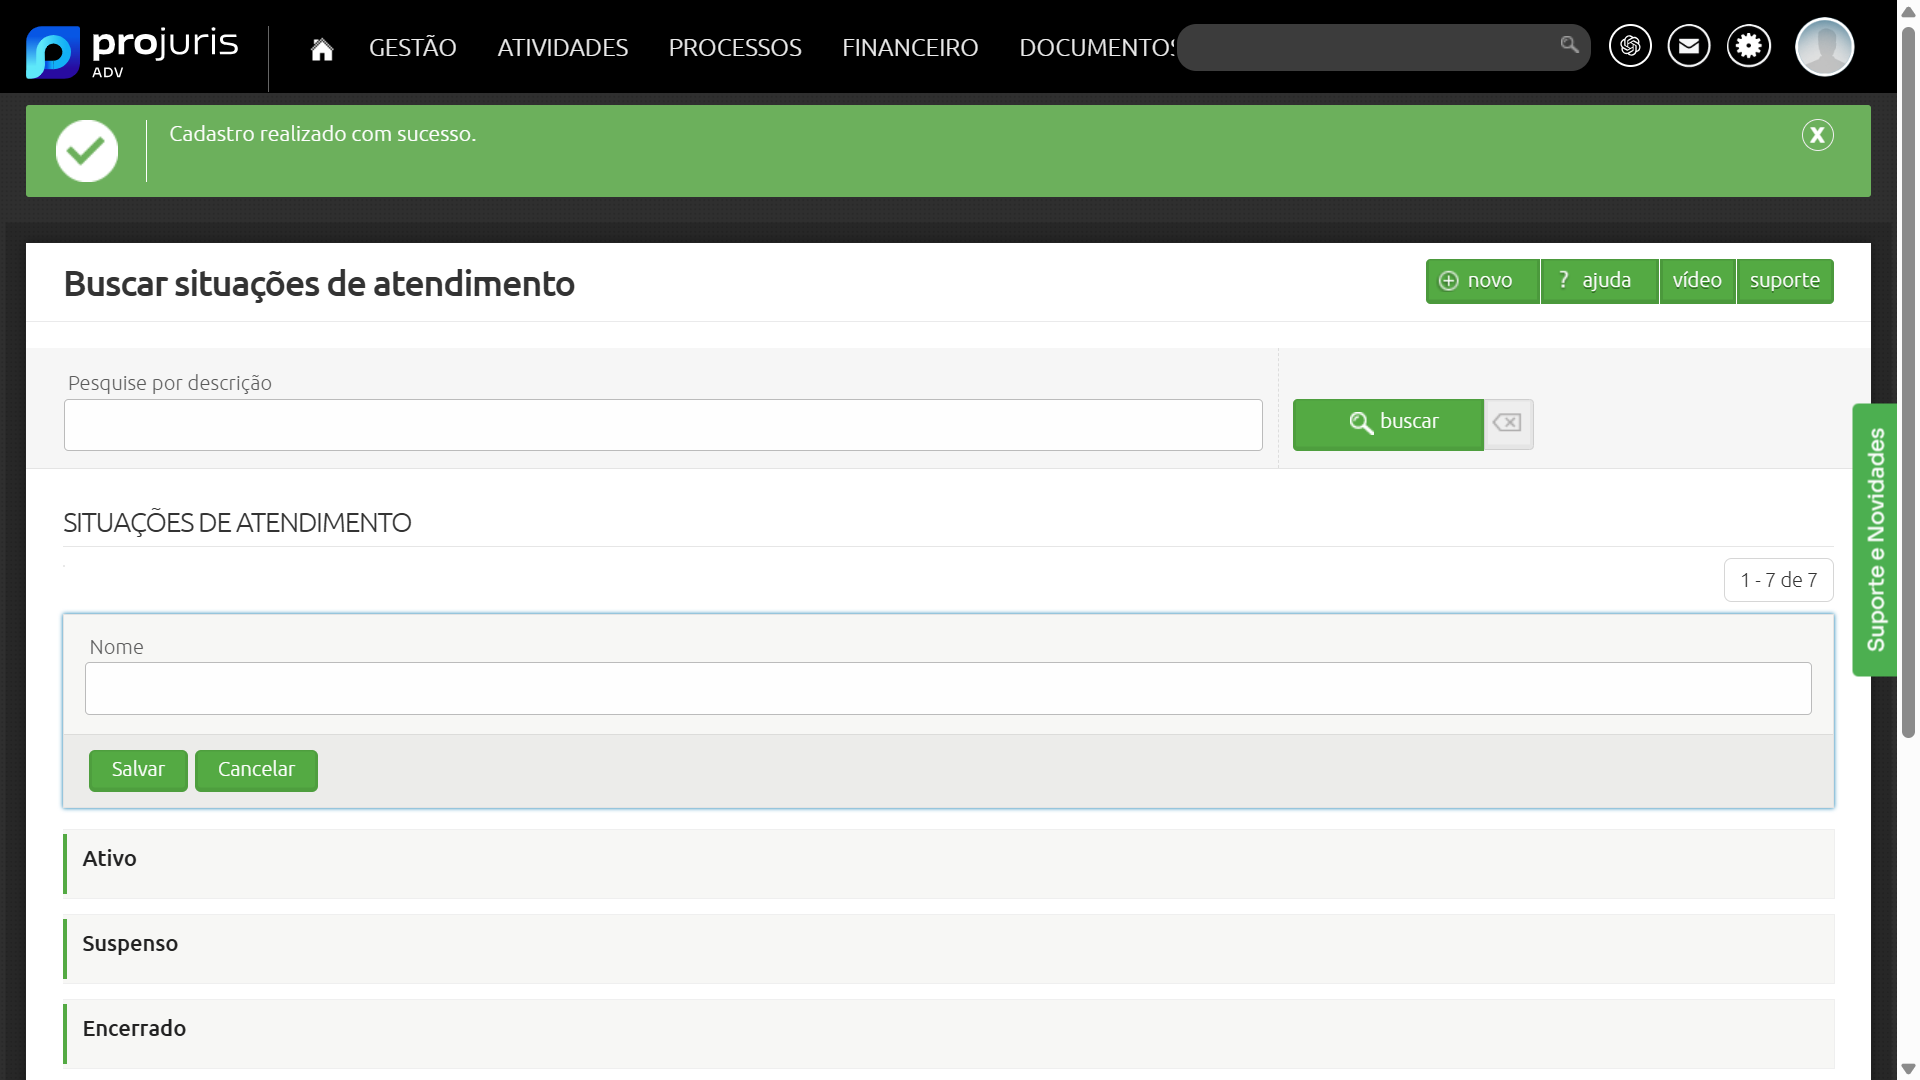 projuris
ADV
GESTÃO ATIVIDADES PROCESSOS FINANCEIRO DOCUMENTOS
Cadastro realizado com sucesso.
X
Buscar situações de atendimento
novo ? ajuda vídeo suporte
Pesquise por descrição
buscar
SITUAÇÕES DE ATENDIMENTO
1 - 7 de 7
Nome
Salvar Cancelar
Ativo
Suspenso
Encerrado
Suporte e Novidades